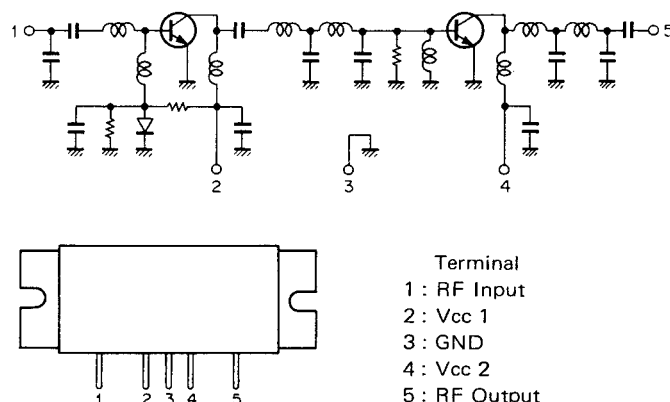 1
5
2
3
4
Terminal
1 : RF Input
2 : Vcc 1
3 : GND
4 : Vcc 2
5 : RF Output
1 2 3 4 5